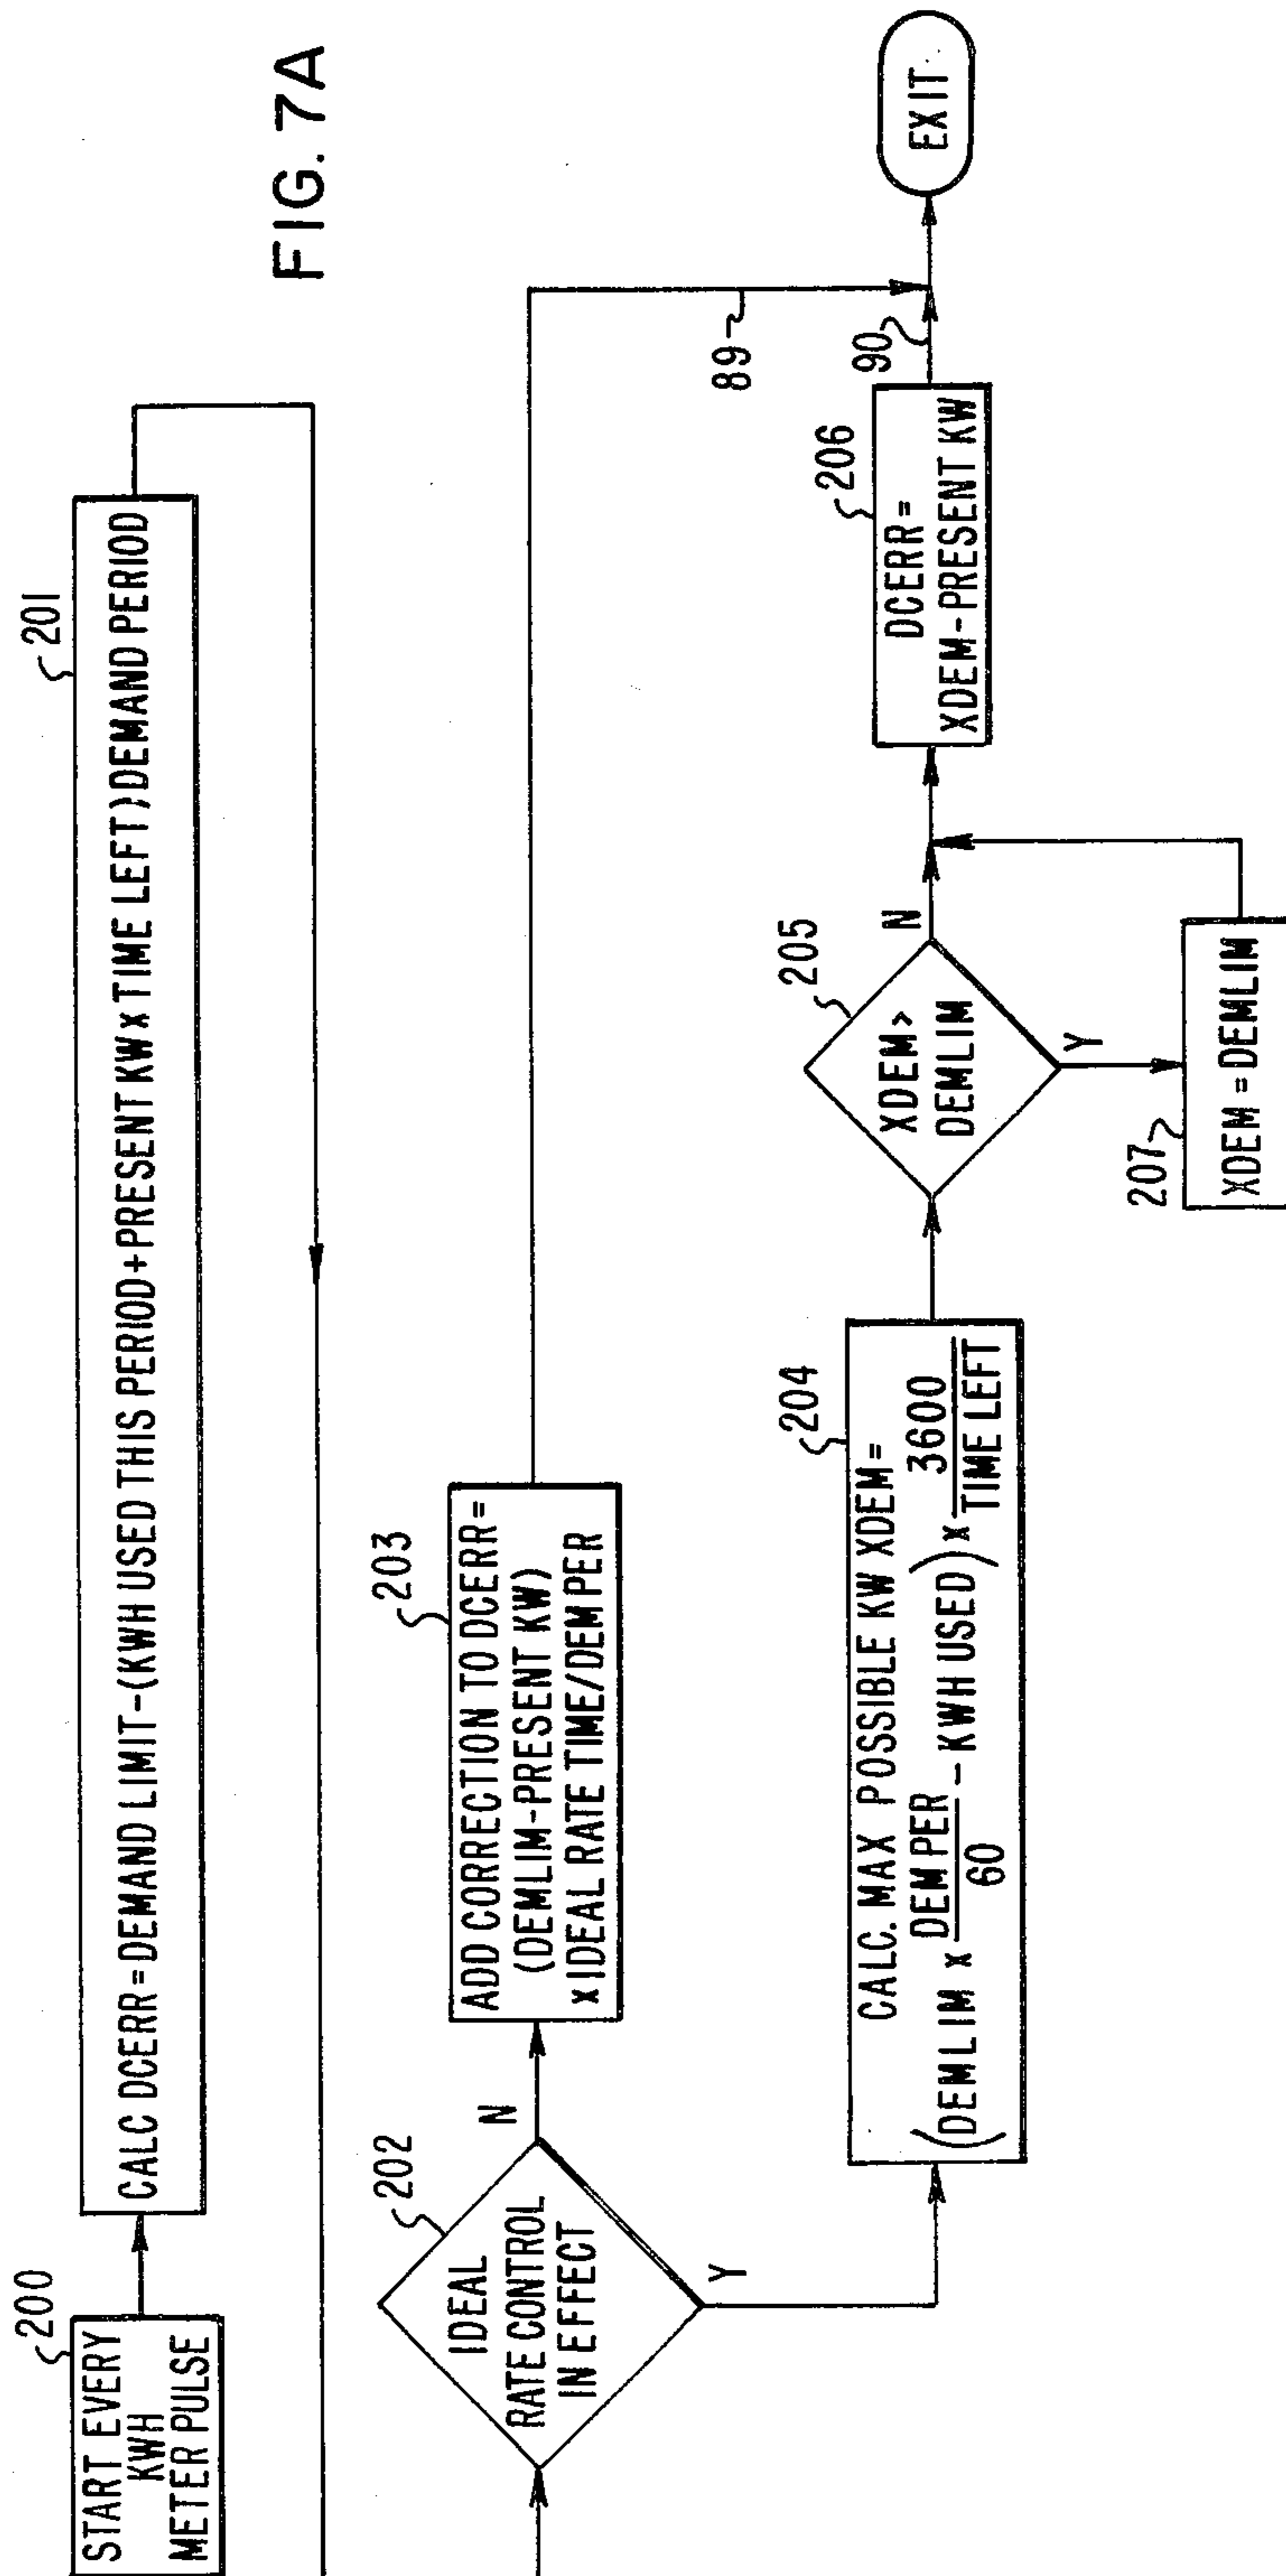 200
START EVERY
KWH
METER PULSE
201
CALC DCERR = DEMAND LIMIT-(KWH USED THIS PERIOD+PRESENT KW x TIME LEFT)DEMAND PERIOD
FIG. 7A
202
IDEAL
RATE CONTROL
IN EFFECT
N
Y
203
ADD CORRECTION TO DCERR=
(DEMLIM-PRESENT KW)
x IDEAL RATE TIME/DEM PER
89
204
CALC. MAX POSSIBLE KW XDEM=
(DEMLIM x DEM PER/60 - KWH USED) x 3600/TIME LEFT
205
XDEM>
DEMLIM
N
Y
207
XDEM = DEMLIM
206
DCERR=
XDEM-PRESENT KW
90
EXIT